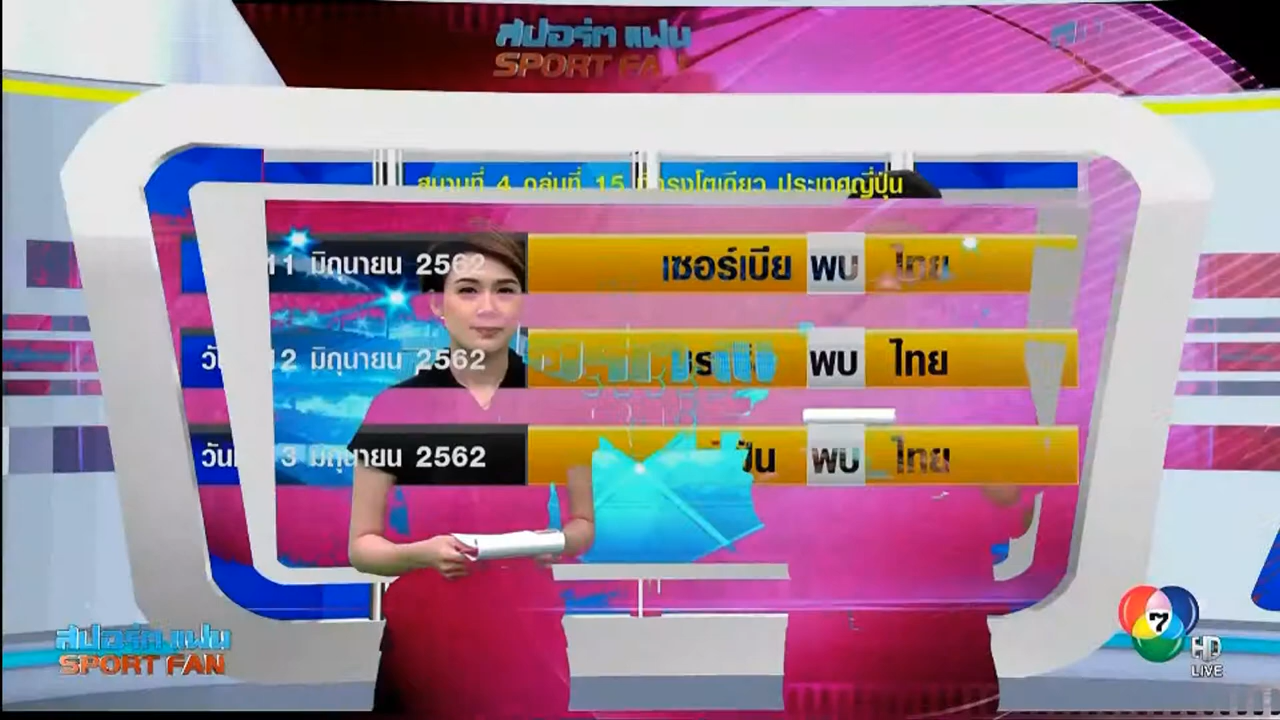 สปอร์ต แฟน
SPORT FA
สนามที่ 4 กลุ่มที่ 15 กรุงโตเกียว ประเทศญี่ปุ่น
11 มิถุนายน 2562 เซอร์เบีย พบ ไทย
12 มิถุนายน 2562 พบ ไทย
3 มิถุนายน 2562 พบ ไทย
สปอร์ต แฟน
SPORT FAN
7
HD
LIVE